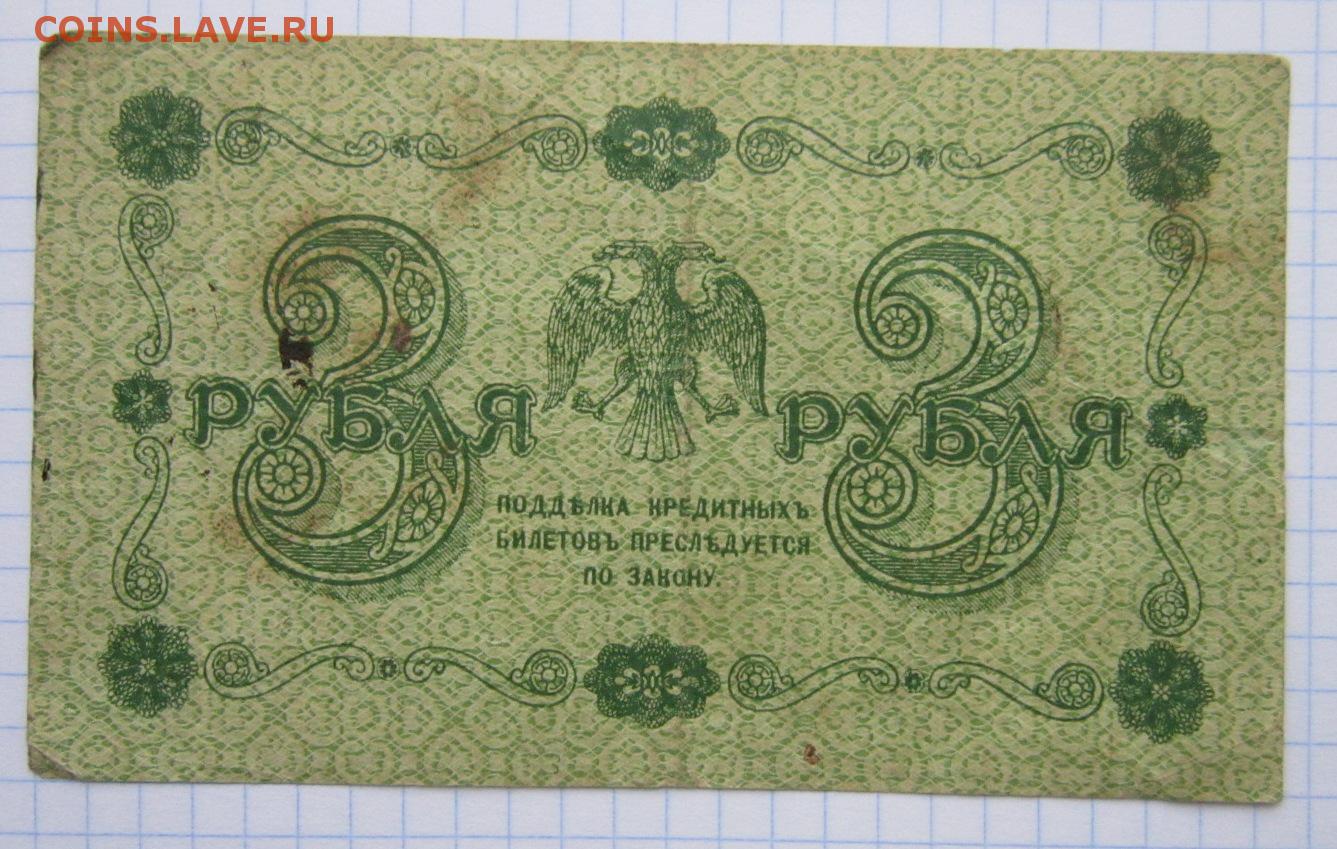 COINS.LAVE.RU
3 3
РУБЛЯ РУБЛЯ
ПОДДѢЛКА КРЕДИТНЫХЪ
БИЛЕТОВЪ ПРЕСЛѢДУЕТСЯ
ПО ЗАКОНУ.